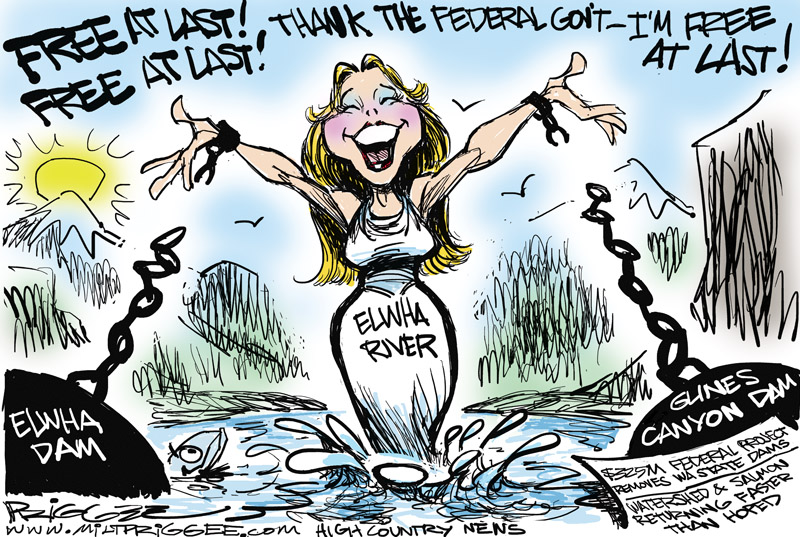 FREE AT LAST!
FREE AT LAST!
THANK THE FEDERAL GOV'T - I'M FREE
AT LAST!
ELWHA
RIVER
ELWHA
DAM
GLINES
CANYON DAM
$325M FEDERAL PROJECT
REMOVES WA STATE DAMS
WATERSHED & SALMON
RETURNING FASTER
THAN HOPED
PRIGGEE
www.MILTPRIGGEE.com HIGH COUNTRY NEWS